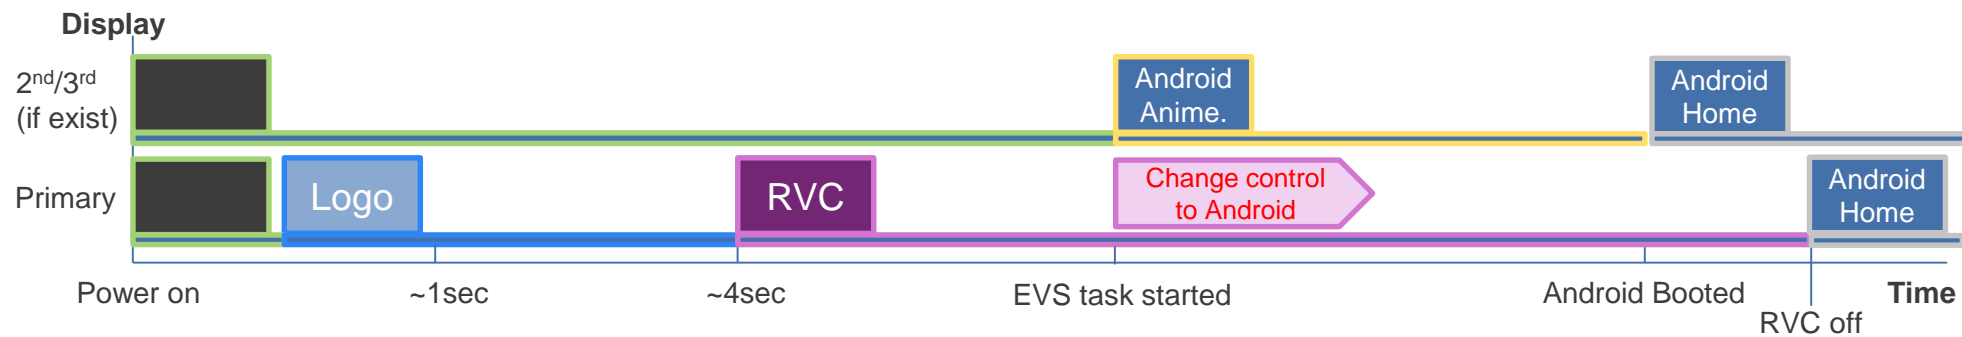 Display
2nd/3rd
(if exist)
Android
Anime.
Android
Home
Primary
Logo
RVC
Change control
to Android
Android
Home
Power on
~1sec
~4sec
EVS task started
Android Booted
Time
RVC off